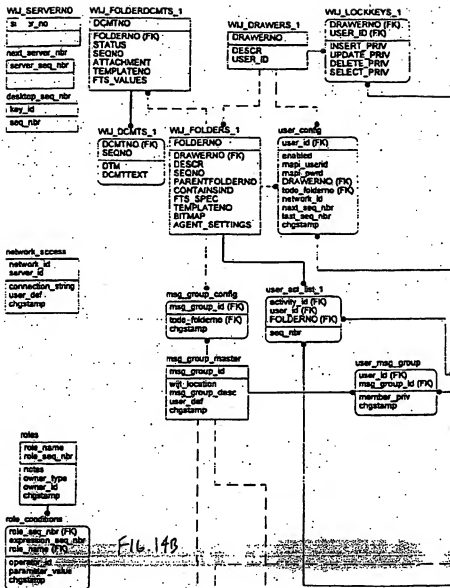 WIJ_SERVERNO
next_server_nbr
server_seq_nbr
desktop_seq_nbr
key_id
seq_nbr
WIJ_FOLDERDCMTS_1
DCMTNO
FOLDERNO (FK)
STATUS
SEQNO
ATTACHMENT
TEMPLATENO
FTS_VALUES
WIJ_DRAWERS_1
DRAWERNO
DESCR
USER_ID
WIJ_LOCKKEYS_1
DRAWERNO (FK)
USER_ID (FK)
INSERT_PRIV
UPDATE_PRIV
DELETE_PRIV
SELECT_PRIV
WIJ_DCMTS_1
DCMTNO (FK)
SEQNO
DTM
DCMTTEXT
WIJ_FOLDERS_1
FOLDERNO
DRAWERNO (FK)
DESCR
SEQNO
PARENTFOLDERNO
CONTAINSIND
FTS_SPEC
TEMPLATENO
BITMAP
AGENT_SETTINGS
user_config
user_id (FK)
enabled
mapi_userid
mapi_pwrd
DRAWERNO (FK)
todo_folderno (FK)
network_id
next_seq_nbr
last_seq_nbr
chgstamp
network_access
network_id
server_id
connection_string
user_def
chgstamp
msg_group_config
msg_group_id (FK)
todo_folderno (FK)
chgstamp
user_act_list_1
activity_id (FK)
user_id (FK)
FOLDERNO (FK)
seq_nbr
msg_group_master
msg_group_id
wijt_location
msg_group_desc
user_def
chgstamp
user_msg_group
user_id (FK)
msg_group_id (FK)
member_priv
chgstamp
roles
role_name
role_seq_nbr
notes
owner_type
owner_id
chgstamp
role_conditions
role_seq_nbr (FK)
expression_seq_nbr
role_name (FK)
operator_id
parameter_value
chgstamp
FIG. 14B